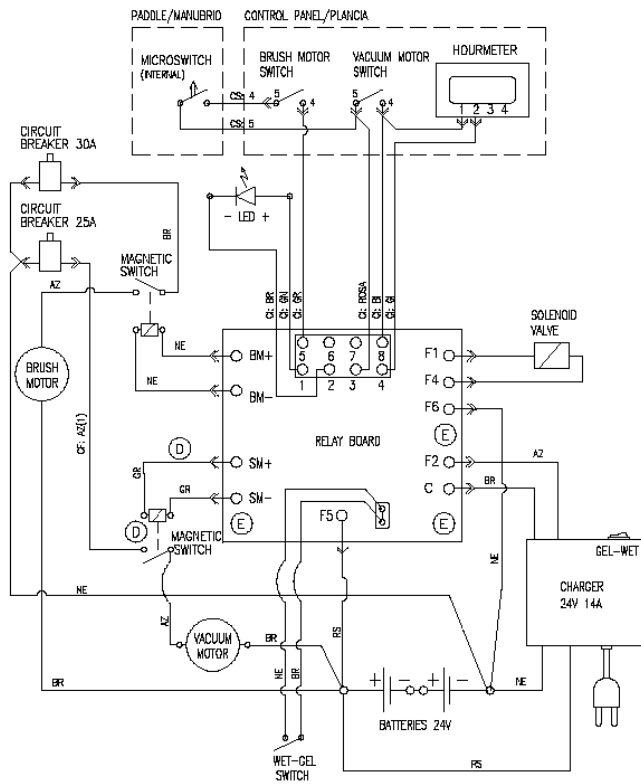 PADDLE/MANUBRIO
CONTROL PANEL/PLANCIA
MICROSWITCH
(INTERNAL)
BRUSH MOTOR
SWITCH
VACUUM MOTOR
SWITCH
HOURMETER
1 2 3 4
5
4
5
4
CS: 4
CS: 5
CIRCUIT
BREAKER 30A
CIRCUIT
BREAKER 25A
- LED +
BR
MAGNETIC
SWITCH
AZ
CI: BR
CI: GN
CI: GR
CI: ROSA
CI: BI
CI: GI
SOLENOID
VALVE
NE
NE
BM+
BM-
5 6 7 8
1 2 3 4
F1
F4
F6
BRUSH
MOTOR
RELAY BOARD
E
CF: AZ(1)
D
GR
GR
SM+
SM-
F2
C
AZ
BR
D
E
F5
E
MAGNETIC
SWITCH
NE
GEL-WET
CHARGER
24V 14A
NE
AZ
VACUUM
MOTOR
BR
NE
BR
RS
BR
+ - + -
BATTERIES 24V
NE
WET-GEL
SWITCH
RS